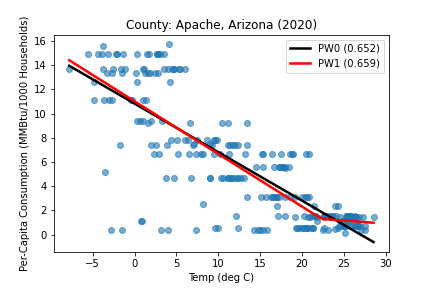 County: Apache, Arizona (2020)
PW0 (0.652)
PW1 (0.659)
Per-Capita Consumption (MMBtu/1000 Households)
16
14
12
10
8
6
4
2
0
−5 0 5 10 15 20 25 30
Temp (deg C)